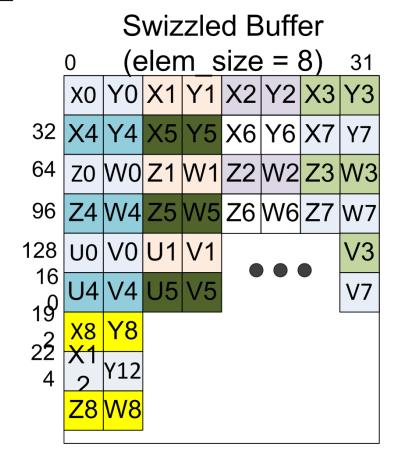 Swizzled Buffer
(elem_size = 8)
0 31
X0 Y0 X1 Y1 X2 Y2 X3 Y3
32 X4 Y4 X5 Y5 X6 Y6 X7 Y7
64 Z0 W0 Z1 W1 Z2 W2 Z3 W3
96 Z4 W4 Z5 W5 Z6 W6 Z7 W7
128 U0 V0 U1 V1 ●●● V3
160 U4 V4 U5 V5 V7
192 X8 Y8
224 X12 Y12
Z8 W8